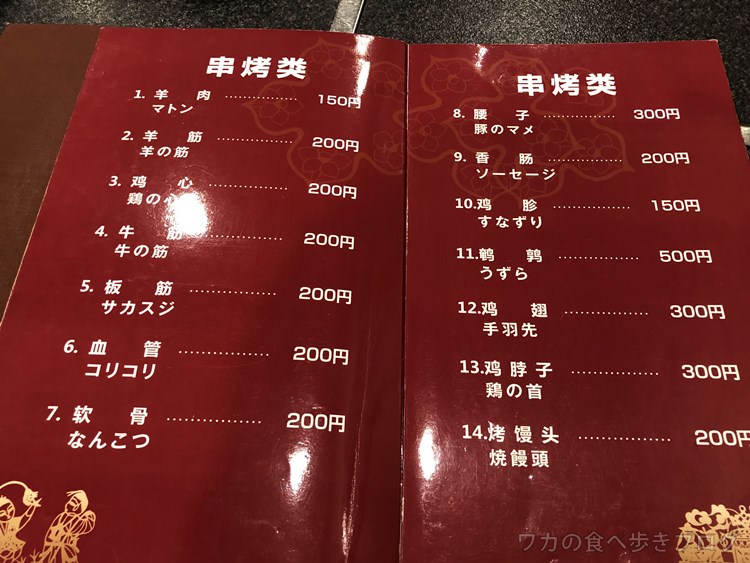 串烤类
1. 羊 肉 ……………… 150円
マトン
2. 羊 筋 ……………… 200円
羊の筋
3. 鸡 心 ……………… 200円
鶏の心
4. 牛 筋 ……………… 200円
牛の筋
5. 板 筋 ……………… 200円
サカスジ
6. 血 管 ……………… 200円
コリコリ
7. 软 骨 ……………… 200円
なんこつ
串烤类
8. 腰 子 ……………… 300円
豚のマメ
9. 香 肠 ……………… 200円
ソーセージ
10.鸡 胗 ……………… 150円
すなずり
11.鹌 鹑 ……………… 500円
うずら
12.鸡 翅 ……………… 300円
手羽先
13.鸡 脖 子 ……………… 300円
鶏の首
14.烤 馒 头 ……………… 200円
焼饅頭
ワカの食べ歩きブログ